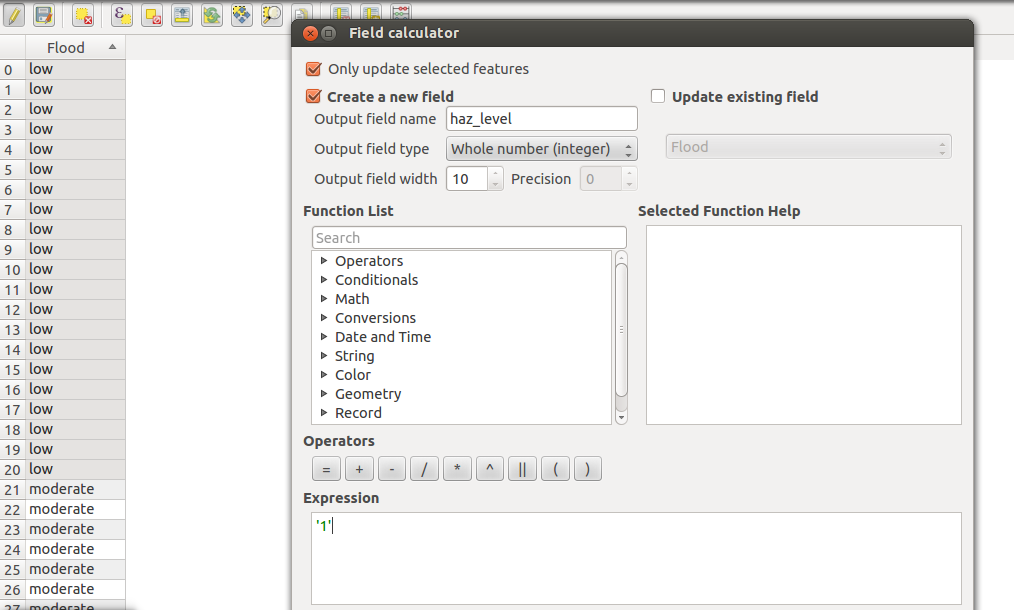 Field calculator
Flood
0 low
1 low
2 low
3 low
4 low
5 low
6 low
7 low
8 low
9 low
10 low
11 low
12 low
13 low
14 low
15 low
16 low
17 low
18 low
19 low
20 low
21 moderate
22 moderate
23 moderate
24 moderate
25 moderate
26 moderate
27 moderate
Only update selected features
Create a new field
Output field name haz_level
Output field type Whole number (integer)
Output field width 10 Precision 0
Update existing field
Flood
Function List
Search
Operators
Conditionals
Math
Conversions
Date and Time
String
Color
Geometry
Record
Selected Function Help
Operators
= + - / * ^ || ( )
Expression
'1'